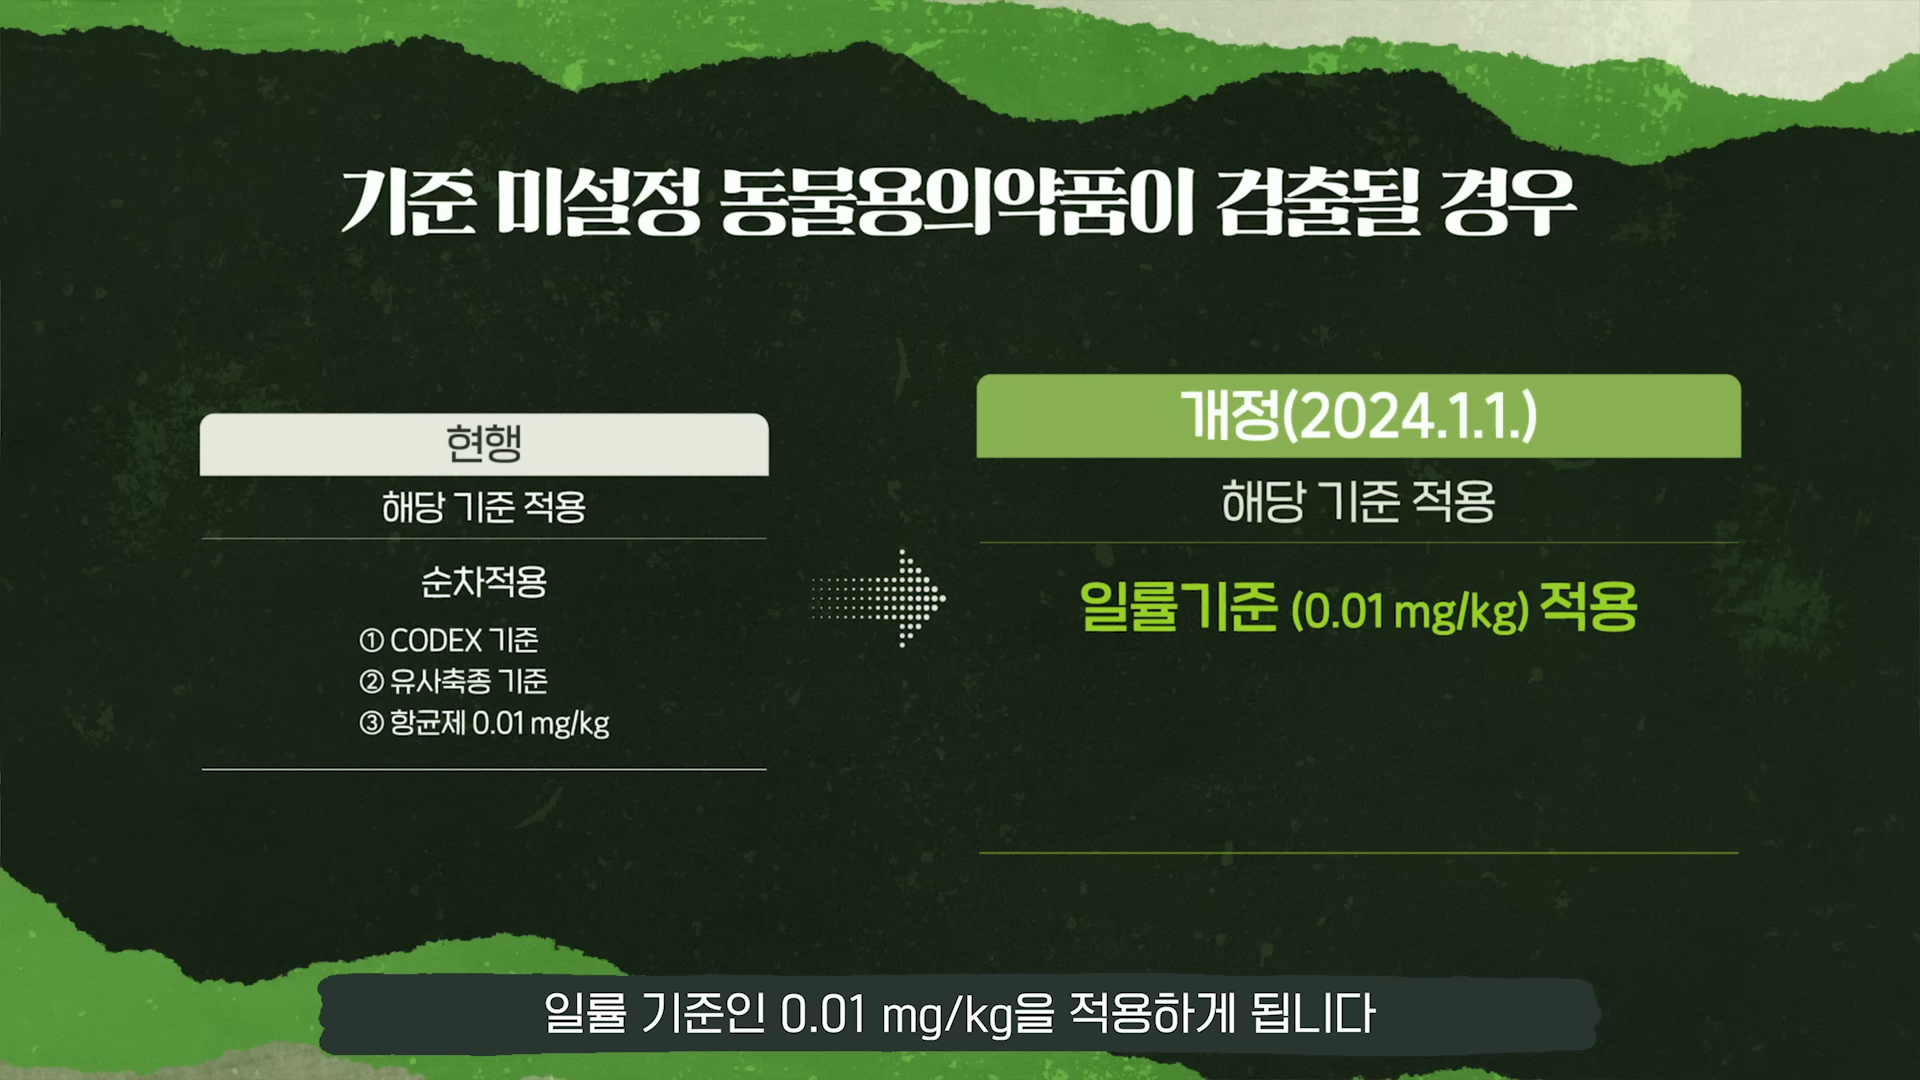 기준 미설정 동물용의약품이 검출될 경우
현행
해당 기준 적용
순차적용
① CODEX 기준
② 유사축종 기준
③ 항균제 0.01 mg/kg
개정(2024.1.1.)
해당 기준 적용
일률기준 (0.01 mg/kg) 적용
일률 기준인 0.01 mg/kg을 적용하게 됩니다